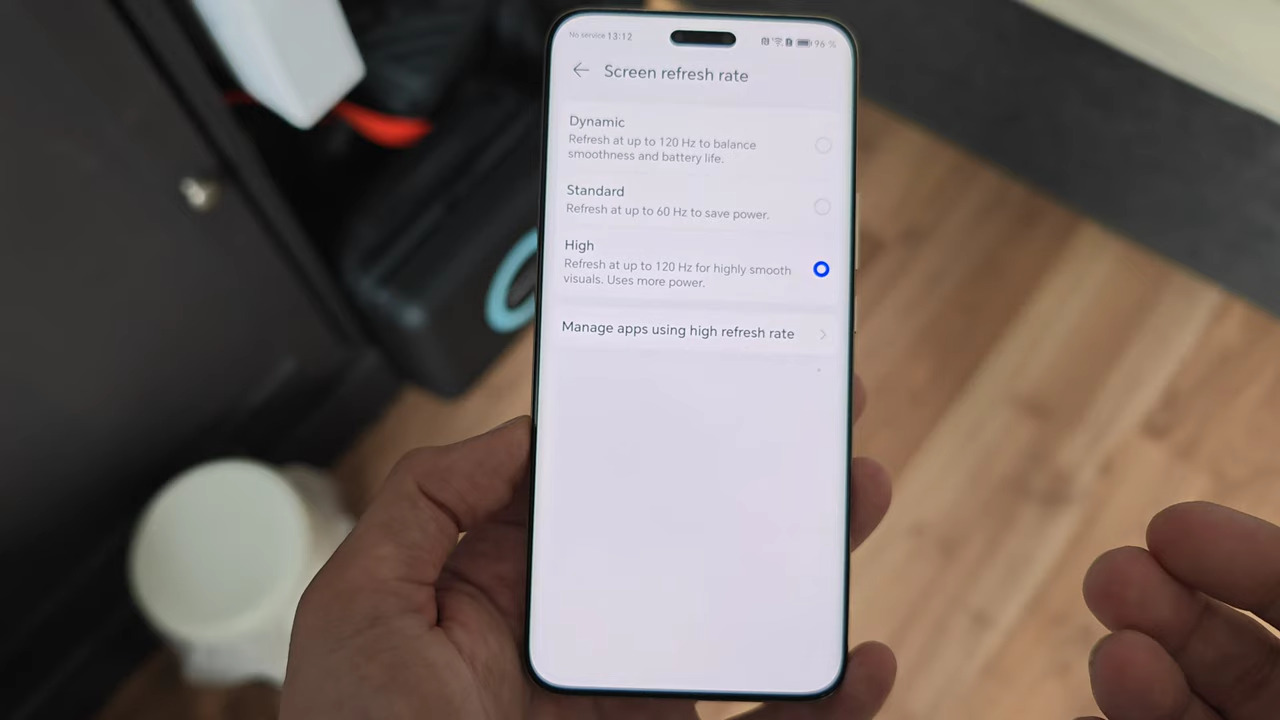 No service 13:12
96 %
Screen refresh rate
Dynamic
Refresh at up to 120 Hz to balance
smoothness and battery life.
Standard
Refresh at up to 60 Hz to save power.
High
Refresh at up to 120 Hz for highly smooth
visuals. Uses more power.
Manage apps using high refresh rate